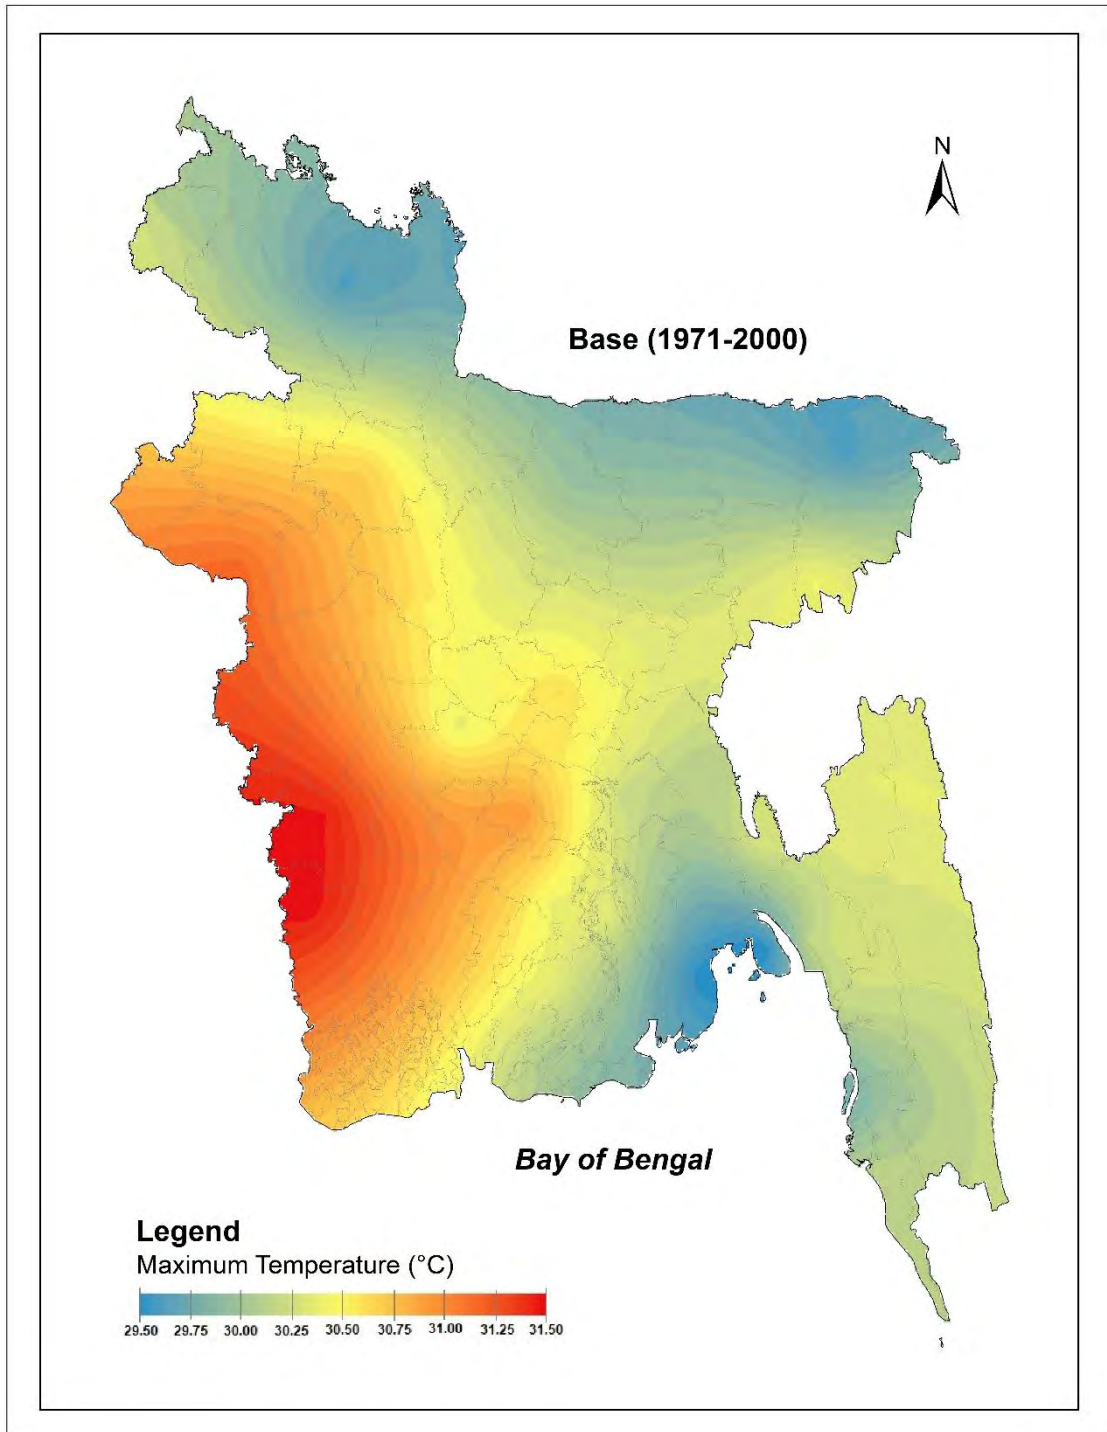 N
Base (1971-2000)
Bay of Bengal
Legend
Maximum Temperature (°C)
29.50 29.75 30.00 30.25 30.50 30.75 31.00 31.25 31.50